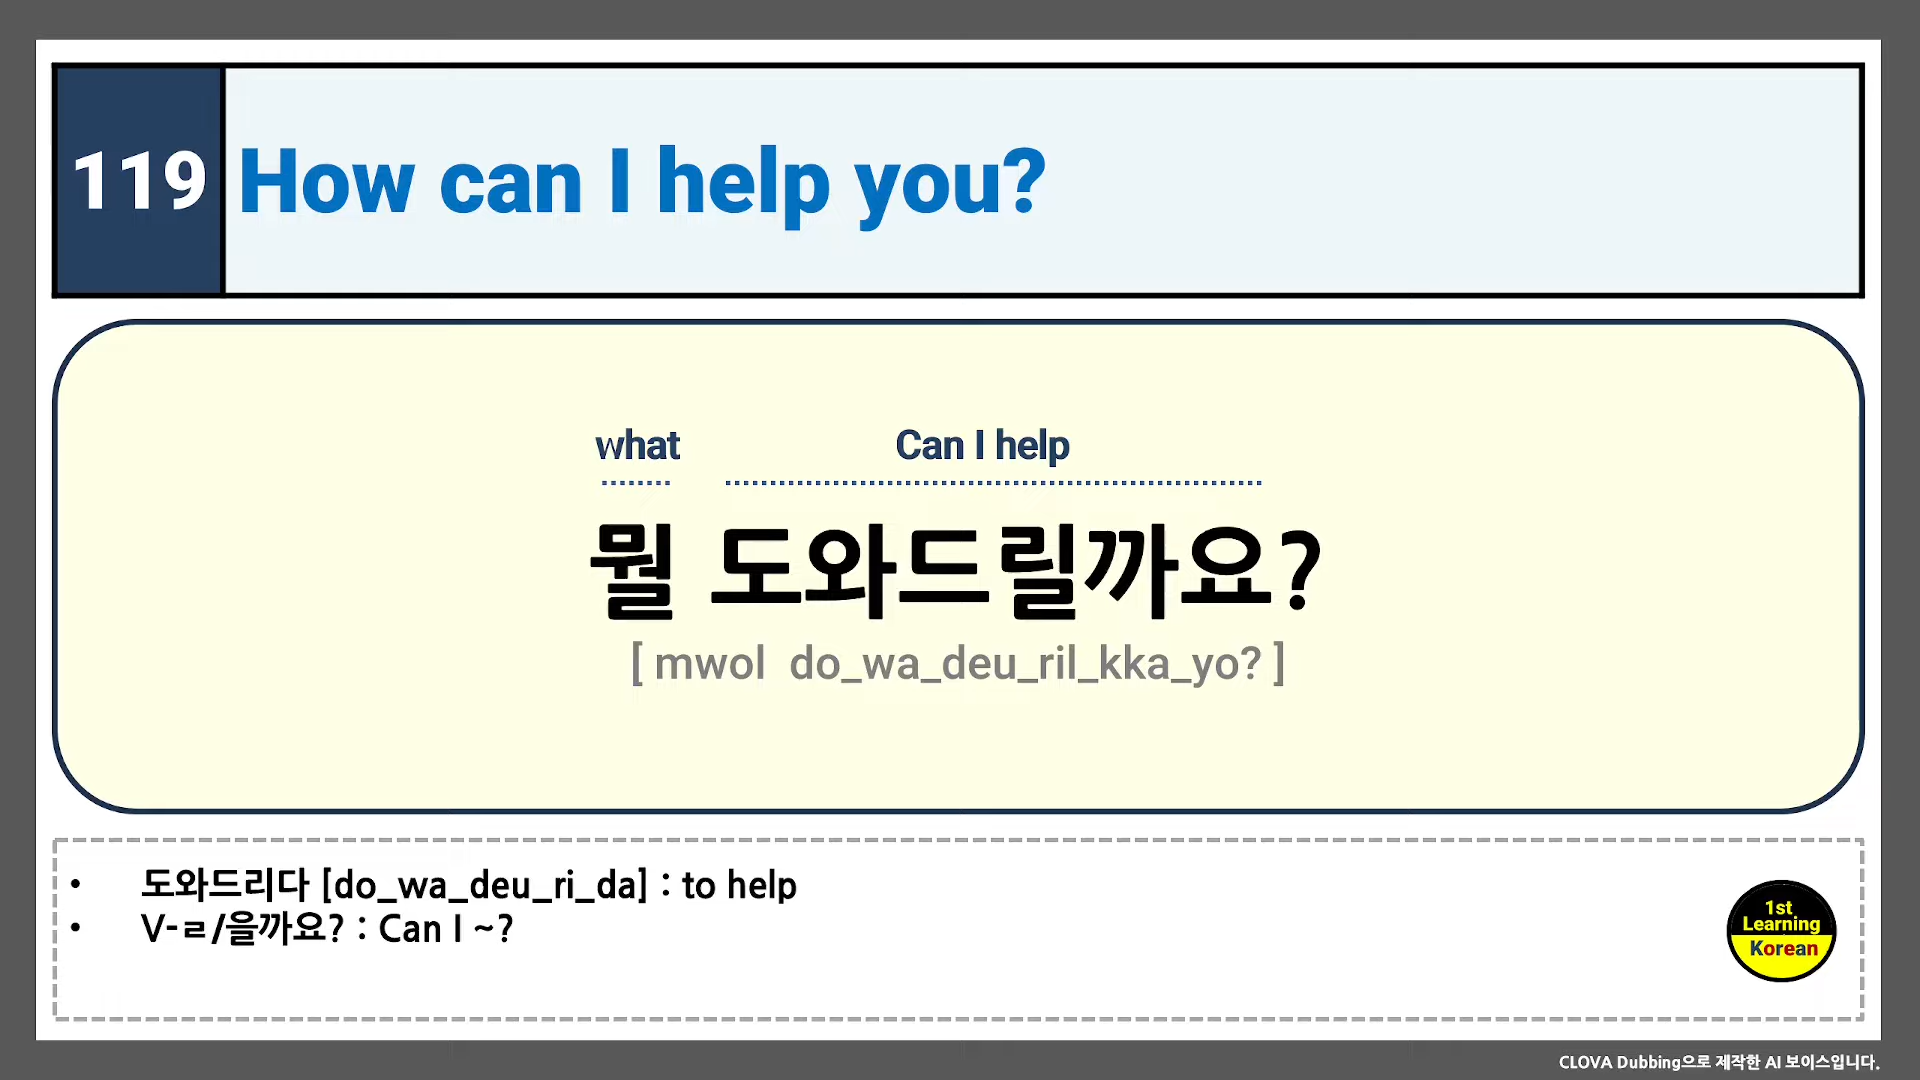 119
How can I help you?
what Can I help
뭘 도와드릴까요?
[ mwol do_wa_deu_ril_kka_yo? ]
• 도와드리다 [do_wa_deu_ri_da] : to help
• V-ㄹ/을까요? : Can I ~?
1st
Learning
Korean
CLOVA Dubbing으로 제작한 AI 보이스입니다.